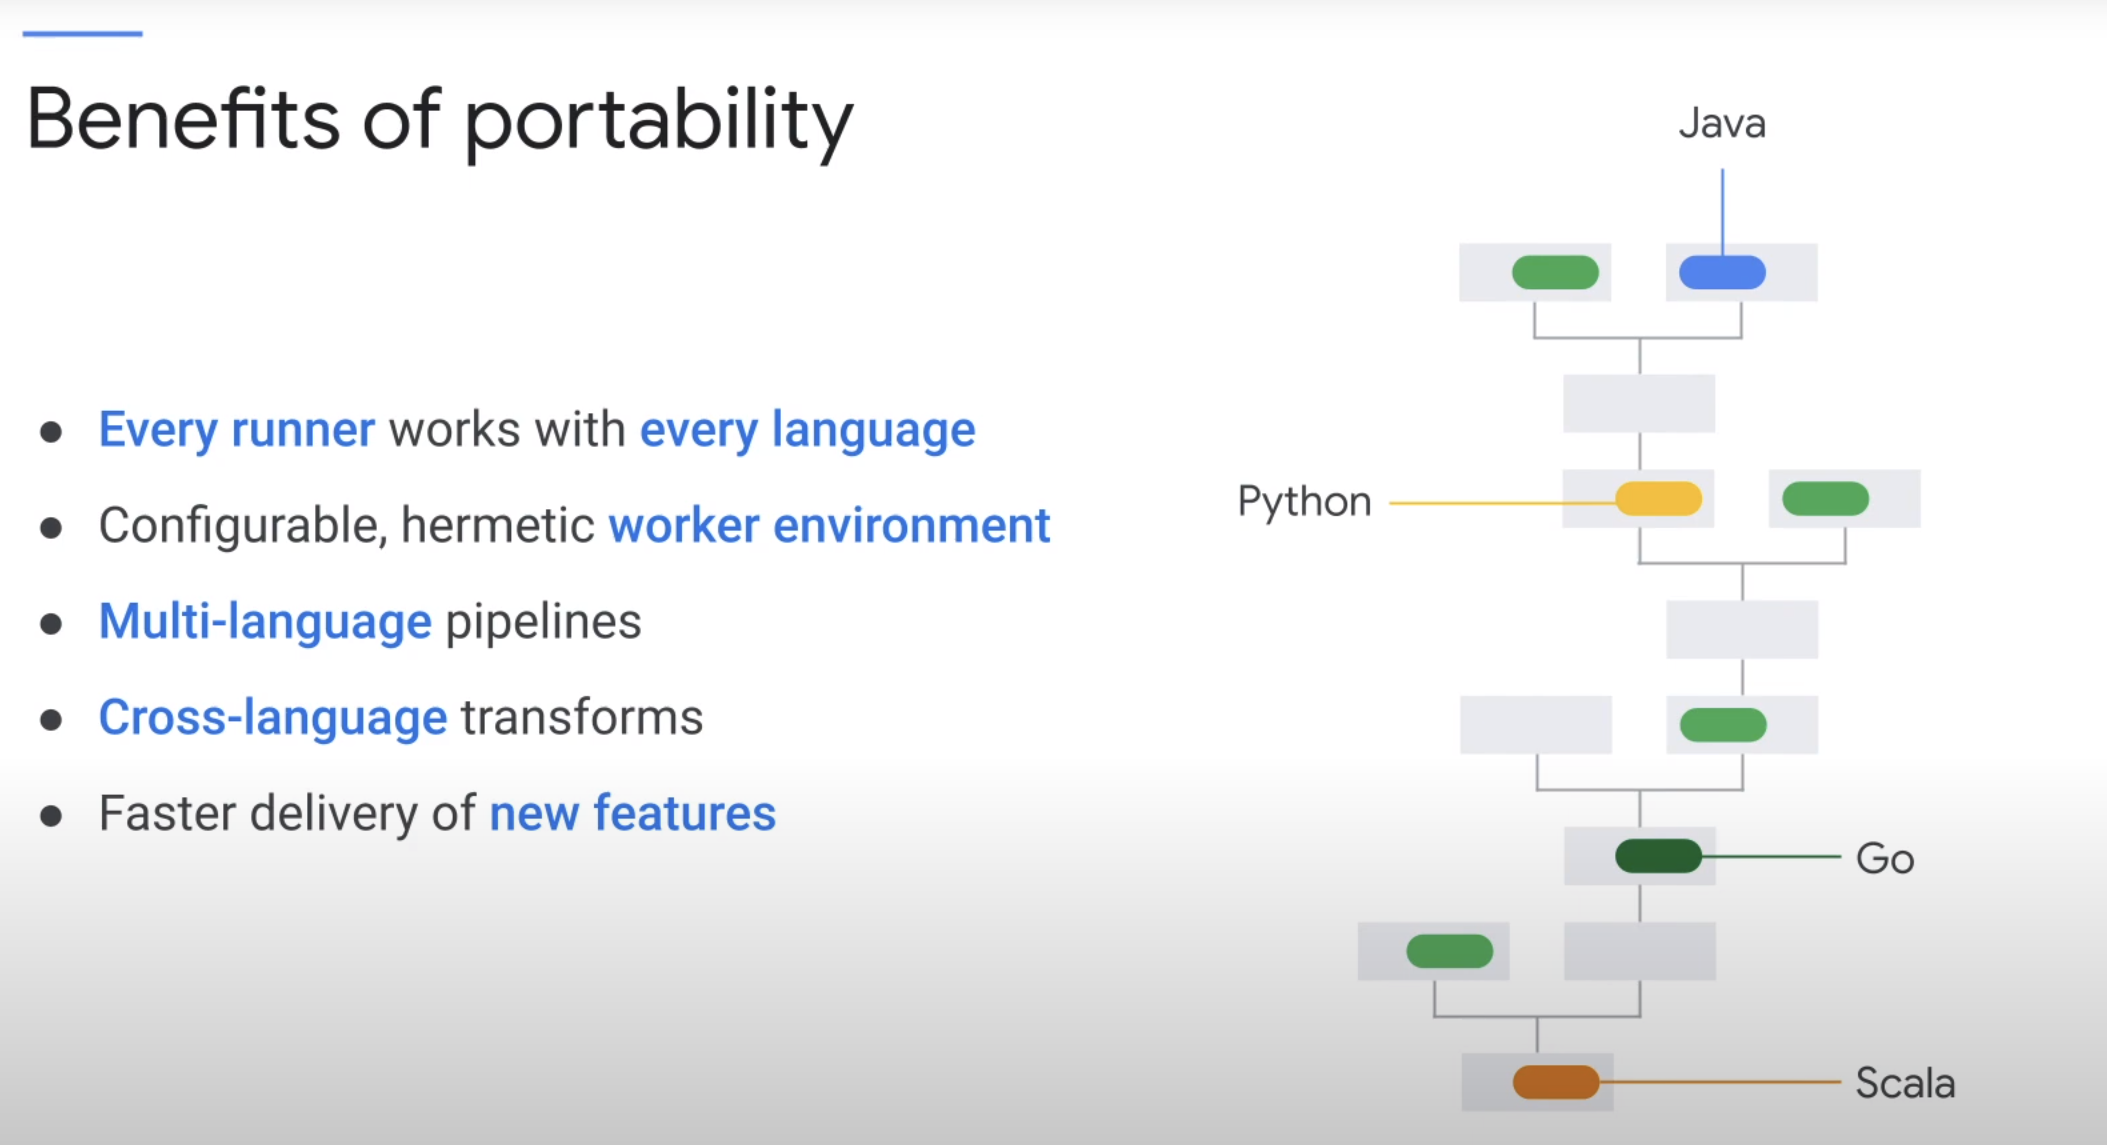 Benefits of portability
Every runner works with every language
Configurable, hermetic worker environment
Multi-language pipelines
Cross-language transforms
Faster delivery of new features
Java
Python
Go
Scala